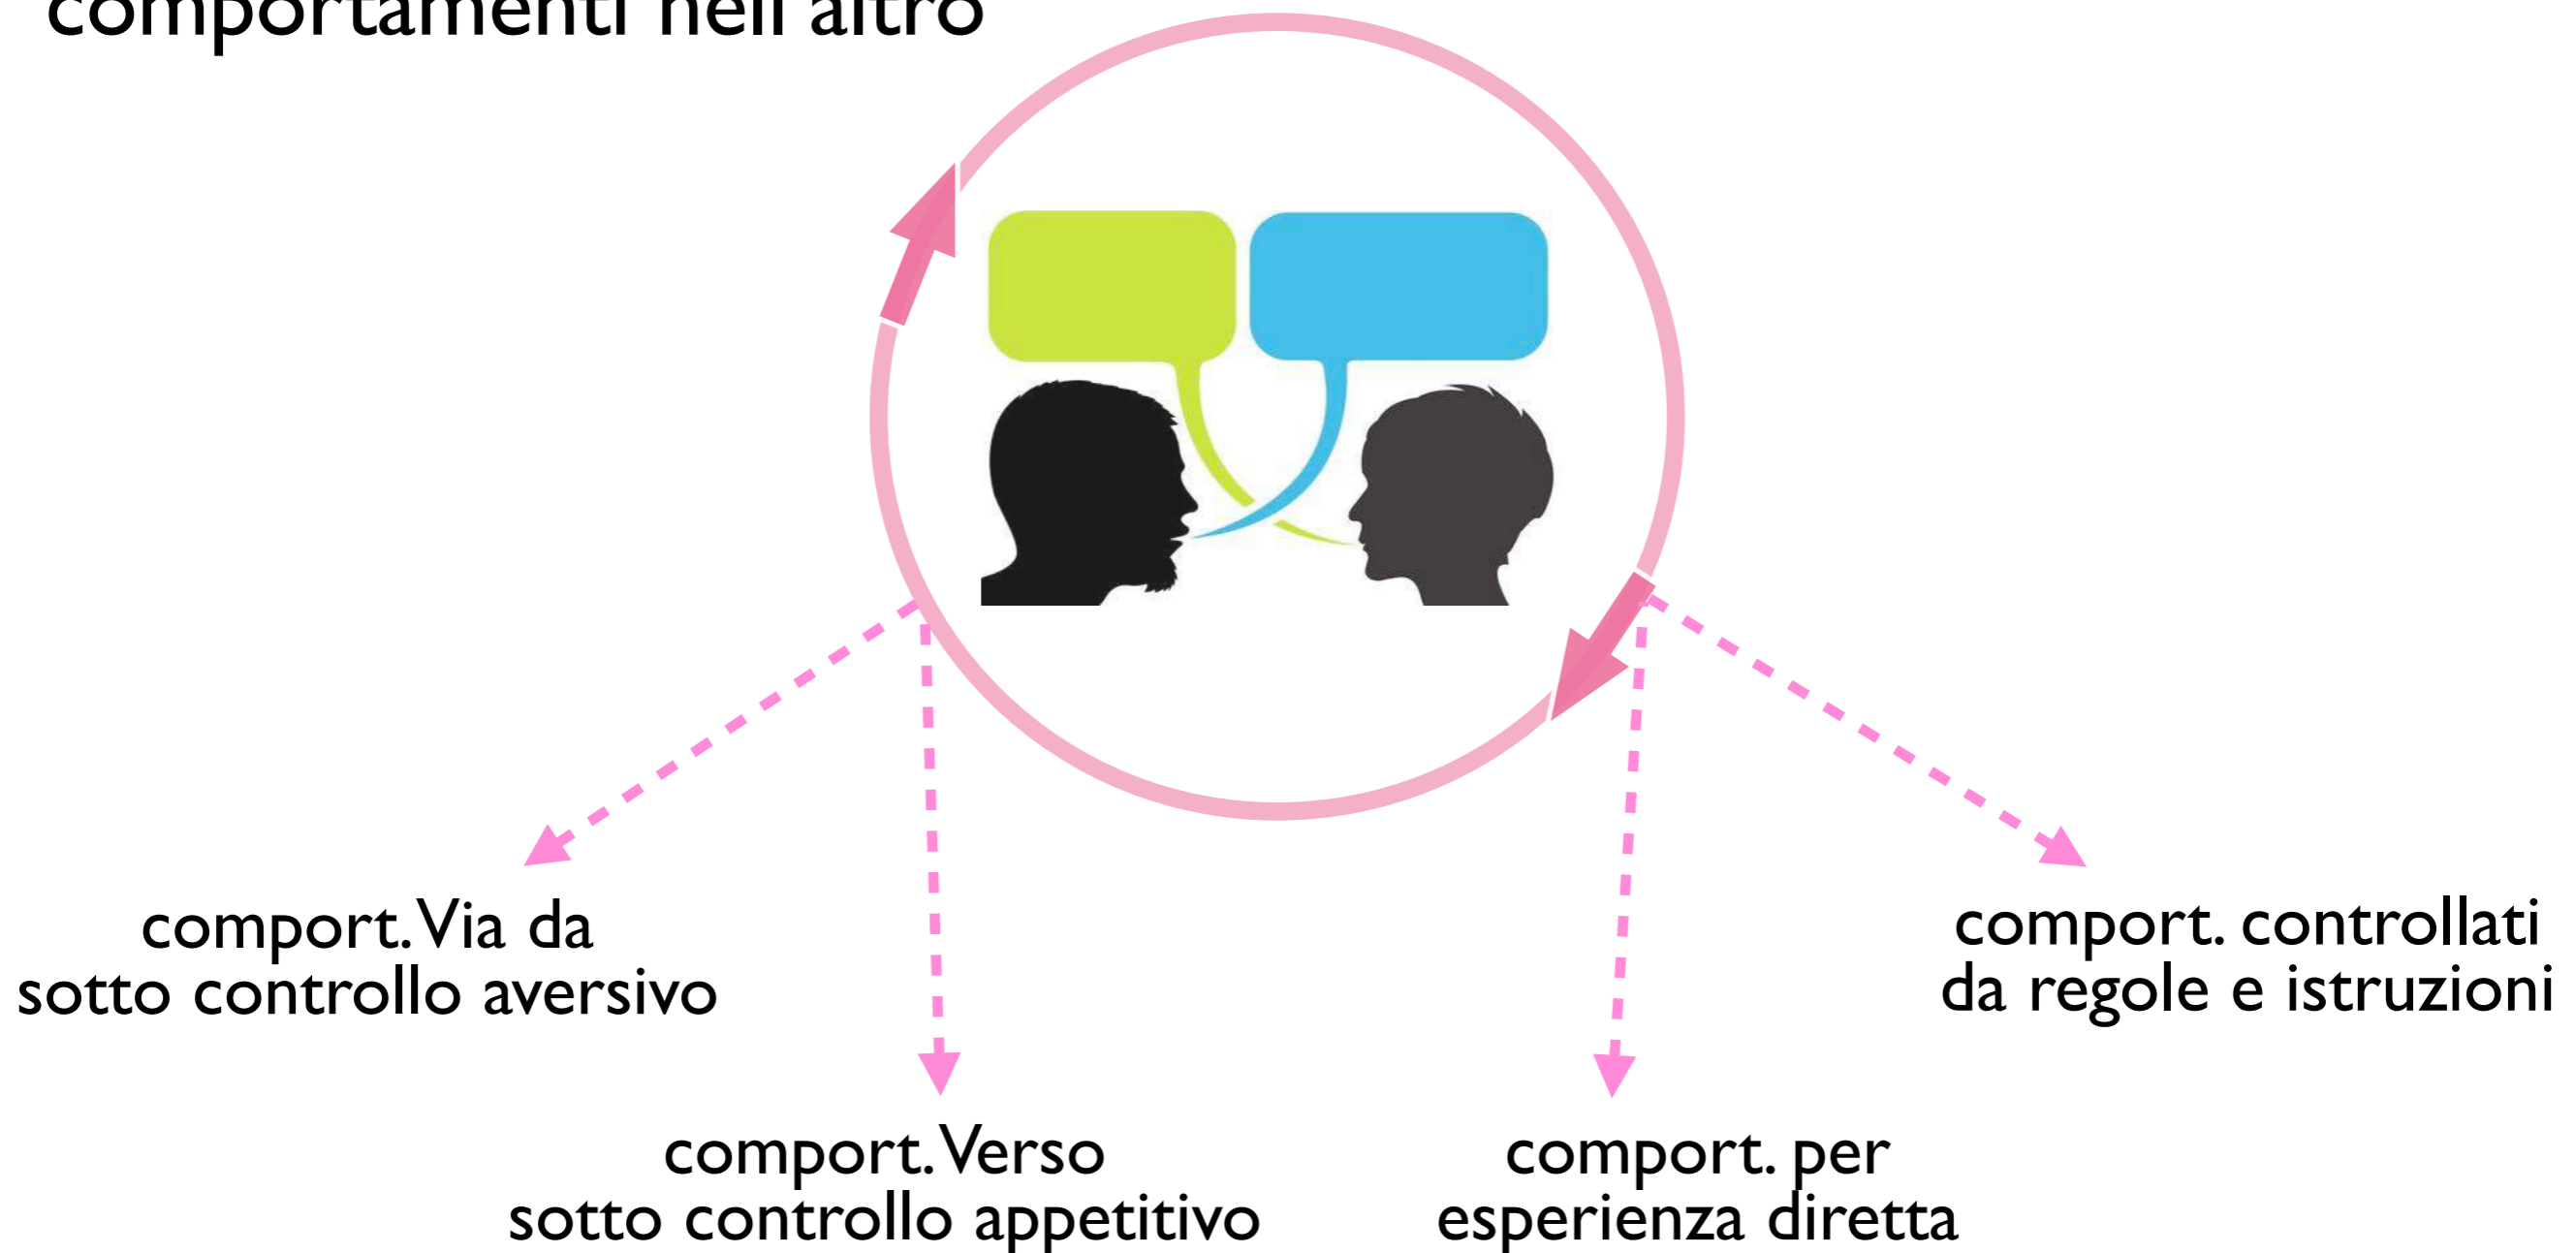 comportamenti nell'altro
comport. Via da
sotto controllo aversivo
comport. controllati
da regole e istruzioni
comport. Verso
sotto controllo appetitivo
comport. per
esperienza diretta